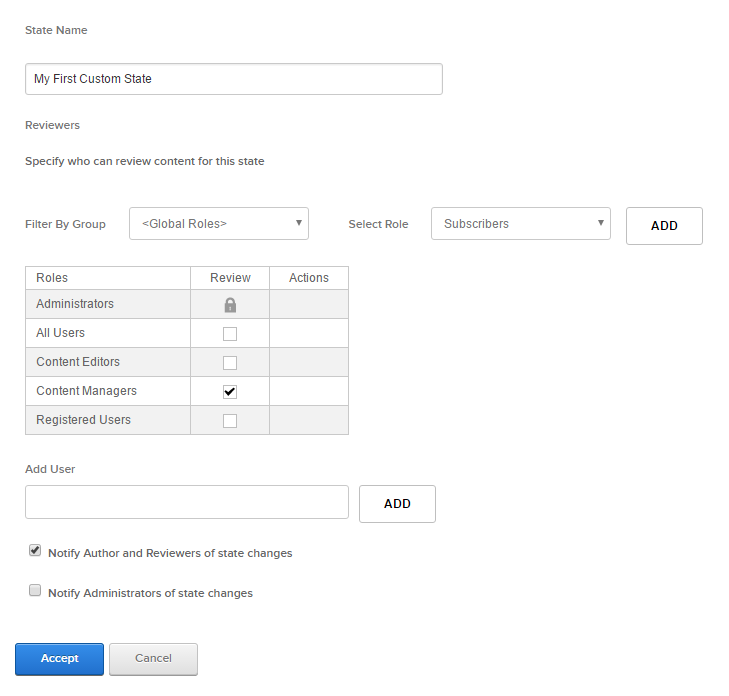 State Name
My First Custom State
Reviewers
Specify who can review content for this state
Filter By Group <Global Roles> Select Role Subscribers ADD
Roles Review Actions
Administrators
All Users
Content Editors
Content Managers
Registered Users
Add User
ADD
Notify Author and Reviewers of state changes
Notify Administrators of state changes
Accept Cancel